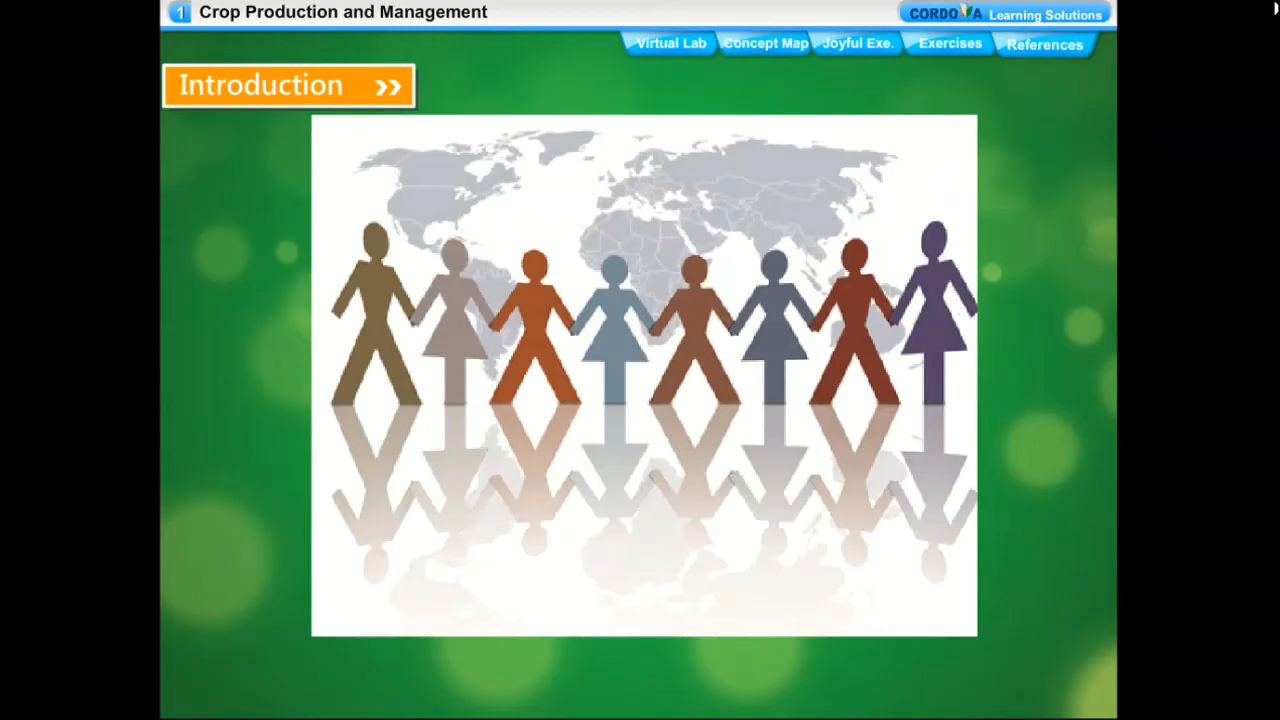 1 Crop Production and Management
CORDOVA Learning Solutions
Virtual Lab Concept Map Joyful Exe. Exercises References
Introduction >>